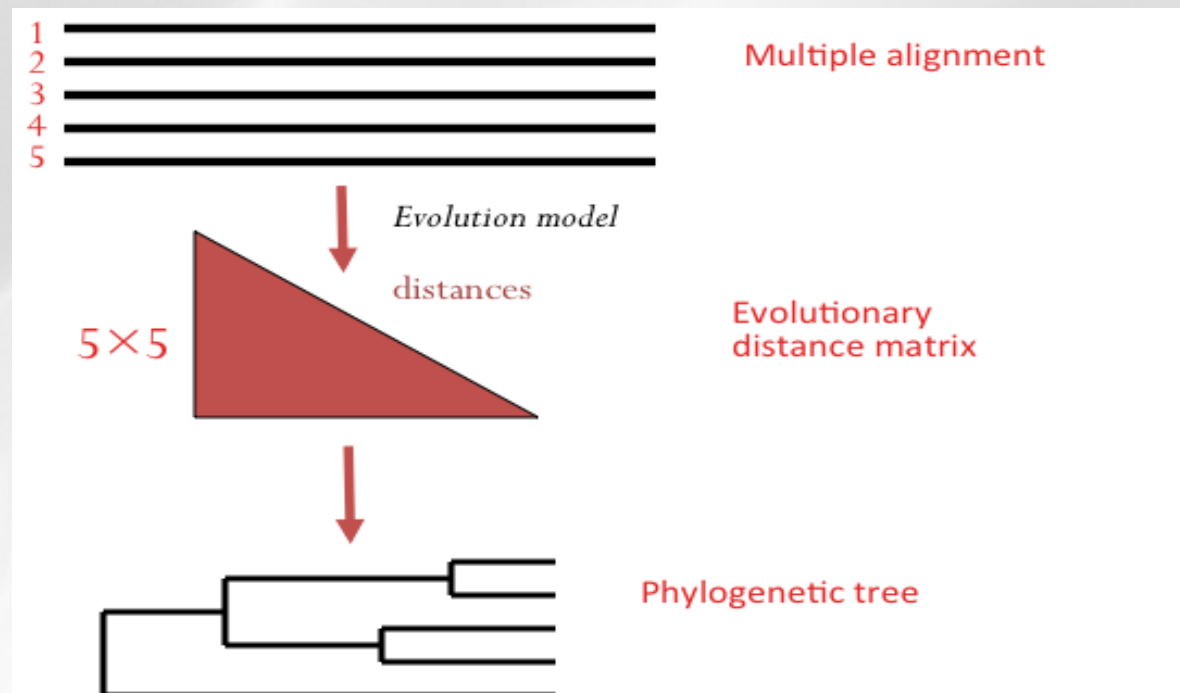 1
2
3
4
5
Multiple alignment
Evolution model
distances
5×5
Evolutionary
distance matrix
Phylogenetic tree